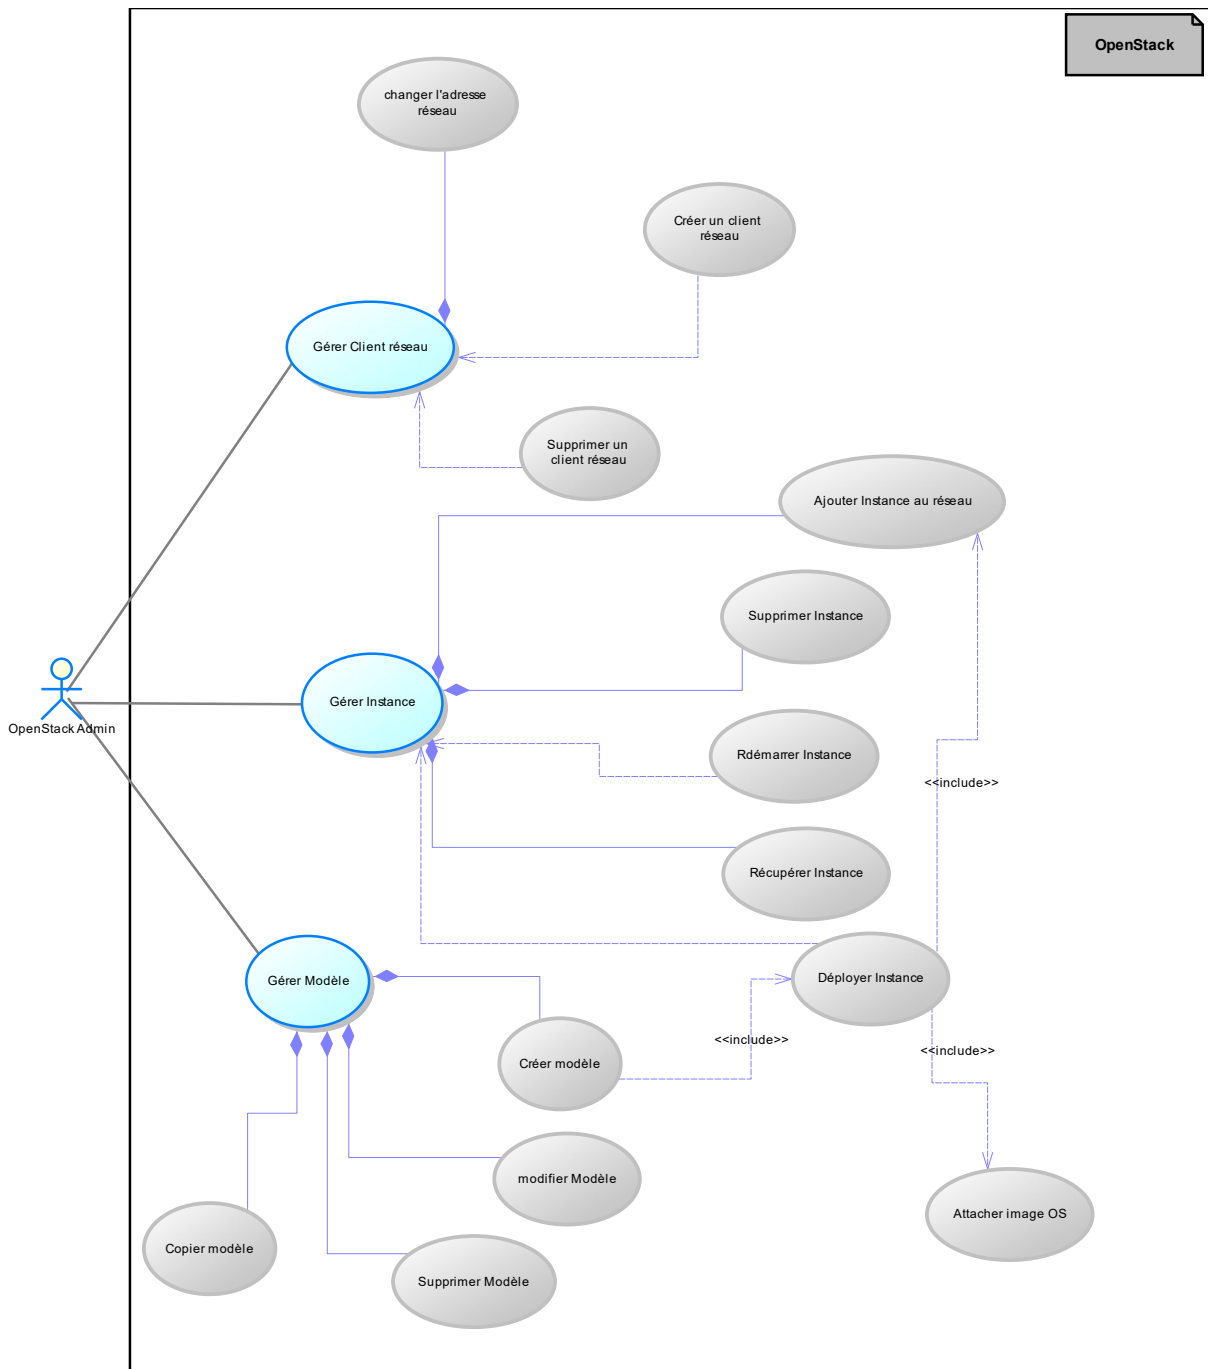 OpenStack
changer l'adresse
réseau
Créer un client
réseau
Gérer Client réseau
Supprimer un
client réseau
Ajouter Instance au réseau
Supprimer Instance
Gérer Instance
OpenStack Admin
Rdémarrer Instance
<<include>>
Récupérer Instance
Gérer Modèle
Déployer Instance
<<include>>
<<include>>
Créer modèle
modifier Modèle
Attacher image OS
Copier modèle
Supprimer Modèle